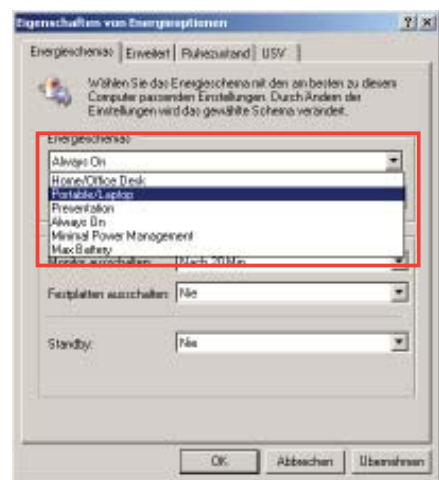 Eigenschaften von Energieoptionen
Energieschemas Erweitert Ruhezustand USV
Wählen Sie das Energieschema mit den am besten zu diesem
Computer passenden Einstellungen. Durch Ändern der
Einstellungen wird das gewählte Schema verändert.
Energieschemas
Always On
Home/Office Desk
Portable/Laptop
Presentation
Always On
Minimal Power Management
Max Battery
Monitor ausschalten: Nach 20 Min.
Festplatten ausschalten: Nie
Standby: Nie
OK Abbrechen Übernehmen